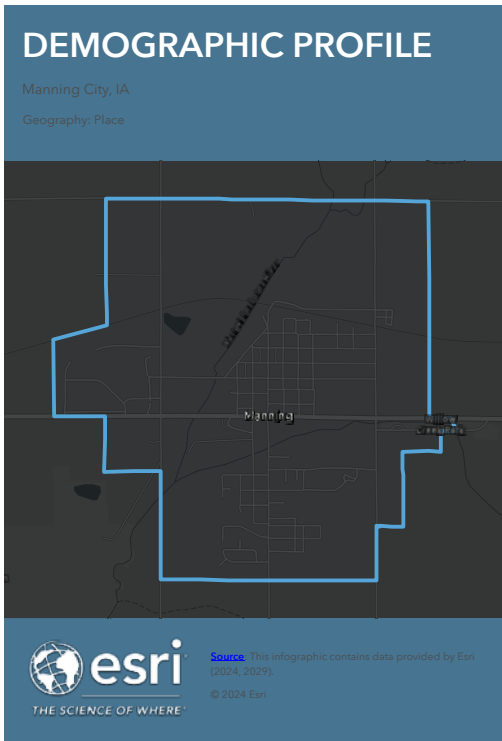 DEMOGRAPHIC PROFILE
Manning City, IA
Geography: Place
Manning
esri
THE SCIENCE OF WHERE®
Source: This infographic contains data provided by Esri
(2024, 2029).
© 2024 Esri